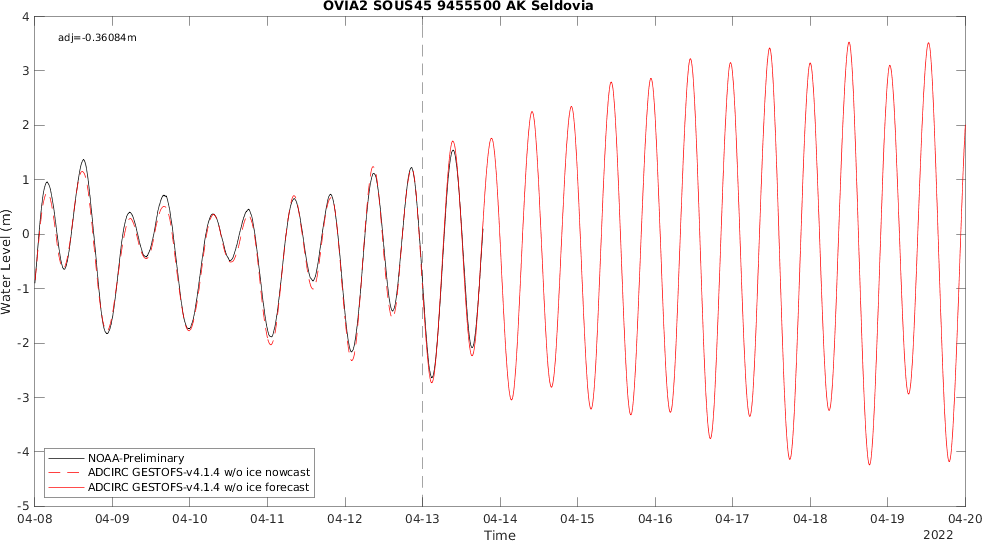 OVIA2 SOUS45 9455500 AK Seldovia
adj=-0.36084m
4
3
2
1
0
-1
-2
-3
-4
-5
Water Level (m)
NOAA-Preliminary
ADCIRC GESTOFS-v4.1.4 w/o ice nowcast
ADCIRC GESTOFS-v4.1.4 w/o ice forecast
04-08 04-09 04-10 04-11 04-12 04-13 04-14 04-15 04-16 04-17 04-18 04-19 04-20
Time
2022